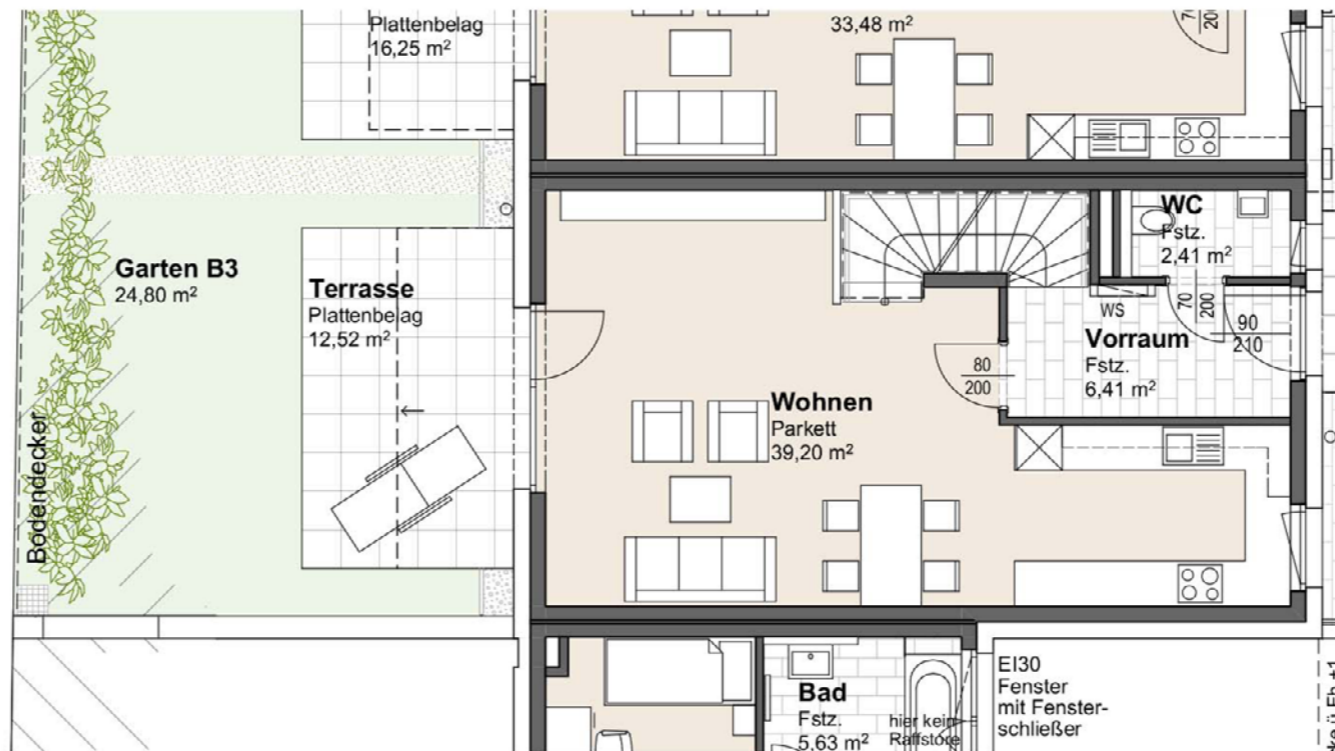 Plattenbelag
16,25 m²
33,48 m²
70
200
Garten B3
24,80 m²
Terrasse
Plattenbelag
12,52 m²
Bodendecker
WC
Fstz.
2,41 m²
WS
70
200
90
210
Vorraum
Fstz.
6,41 m²
80
200
Wohnen
Parkett
39,20 m²
Bad
Fstz.
5,63 m²
hier kein
Raffstore
EI30
Fenster
mit Fenster-
schließer